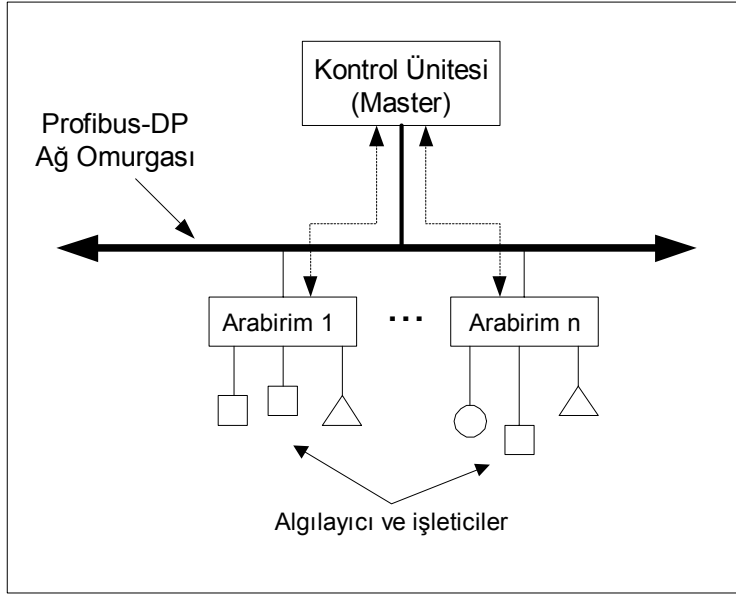 Kontrol Ünitesi
(Master)
Profibus-DP
Ağ Omurgası
Arabirim 1
...
Arabirim n
Algılayıcı ve işleticiler